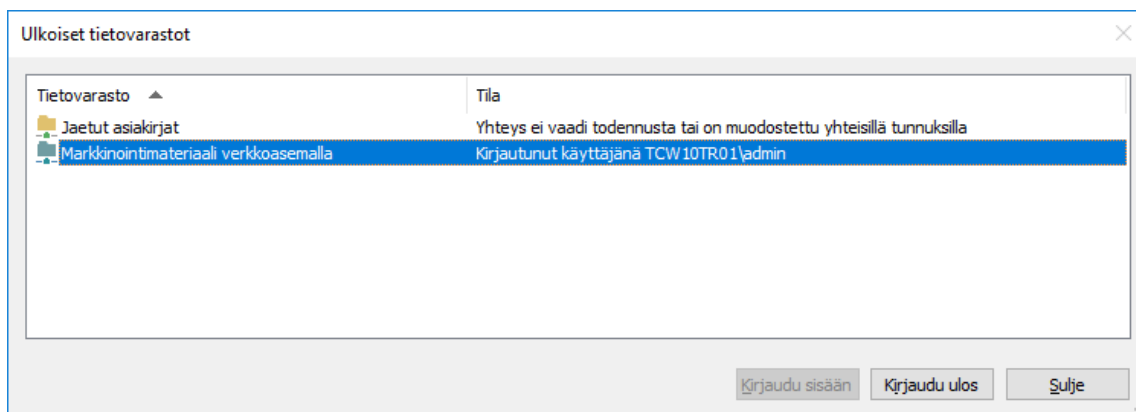 Ulkoiset tietovarastot
Tietovarasto Tila
Jaetut asiakirjat Yhteys ei vaadi todennusta tai on muodostettu yhteisillä tunnuksilla
Markkinointimateriaali verkkoasemalla Kirjautunut käyttäjänä TCW10TR01\admin
Kirjaudu sisään Kirjaudu ulos Sulje